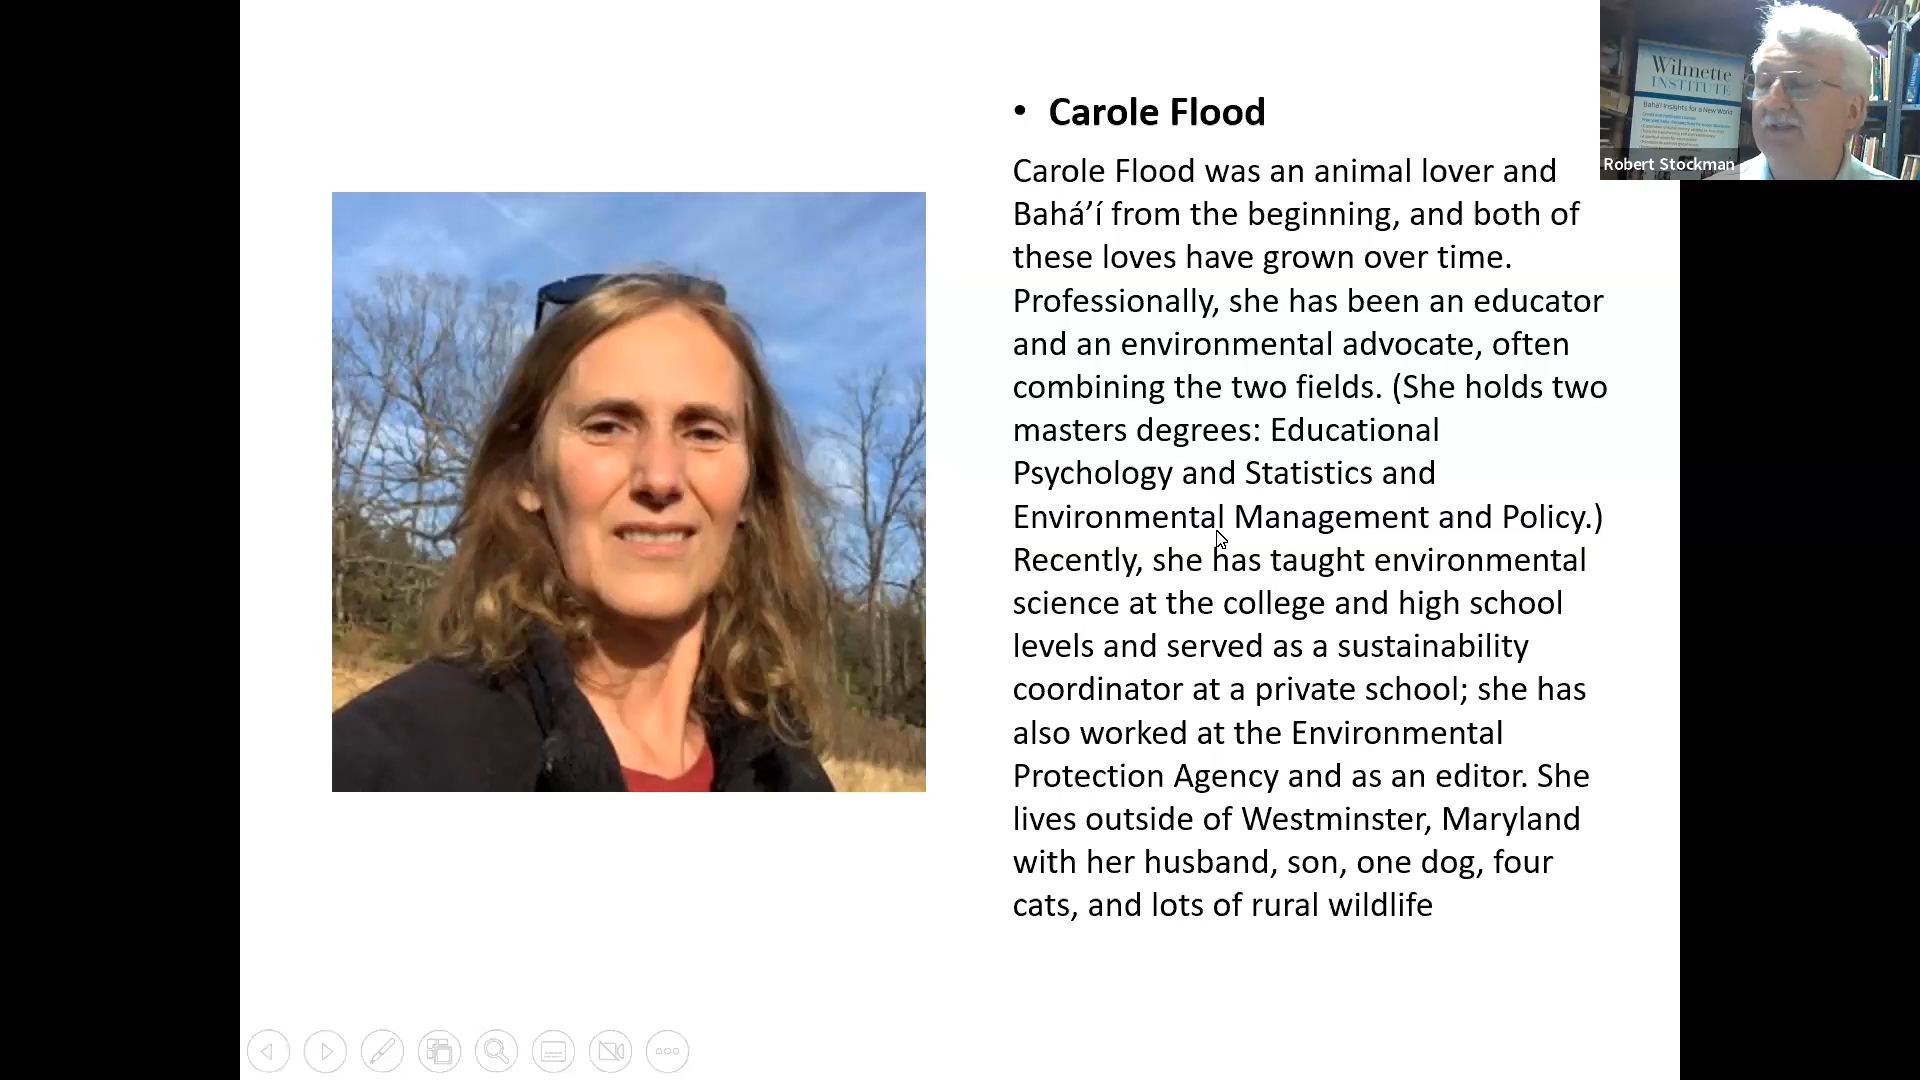 • Carole Flood
Carole Flood was an animal lover and
Bahá’í from the beginning, and both of
these loves have grown over time.
Professionally, she has been an educator
and an environmental advocate, often
combining the two fields. (She holds two
masters degrees: Educational
Psychology and Statistics and
Environmental Management and Policy.)
Recently, she has taught environmental
science at the college and high school
levels and served as a sustainability
coordinator at a private school; she has
also worked at the Environmental
Protection Agency and as an editor. She
lives outside of Westminster, Maryland
with her husband, son, one dog, four
cats, and lots of rural wildlife
Wilmette
INSTITUTE
Bahá'í Insights for a New World
Robert Stockman